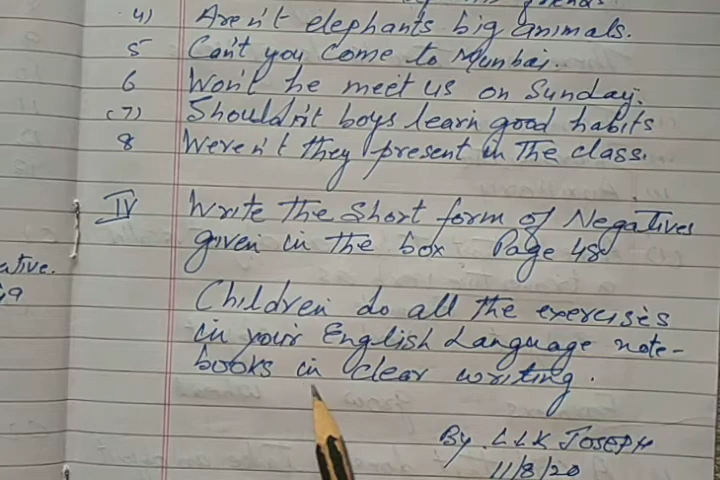 friends
4) Aren't elephants big animals.
5 Can't you come to Mumbai.
6 Won't he meet us on Sunday.
(7) Shouldn't boys learn good habits
8 Weren't they present in The class.
IV Write the Short form of Negatives
given in the box Page 48
ative.
Children do all the exercises
49
in your English Language note-
books in clear writing.
By. L.L.K JOSEPH
11/8/20